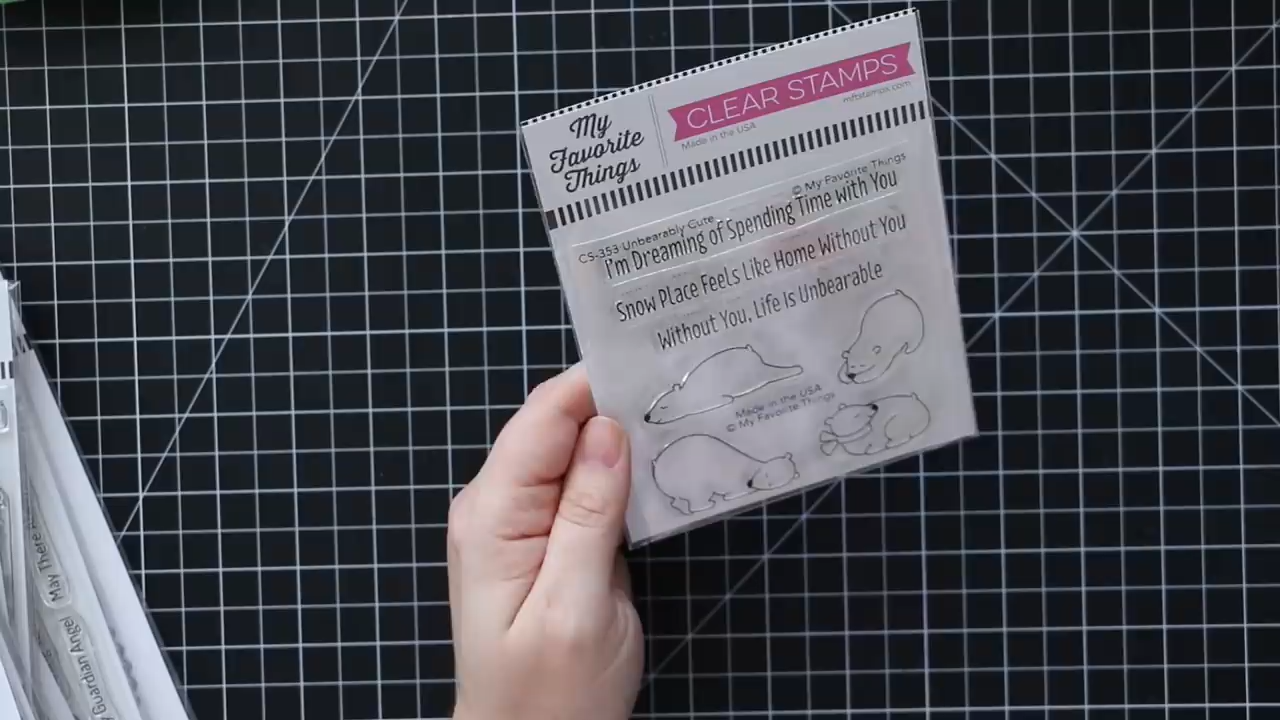 My
Favorite
Things
CLEAR STAMPS
Made in the USA
mftstamps.com
CS-353 Unbearably Cute
© My Favorite Things
I'm Dreaming of Spending Time with You
Snow Place Feels Like Home Without You
Without You, Life Is Unbearable
Made in the USA
© My Favorite Things
May There
Guardian Angel